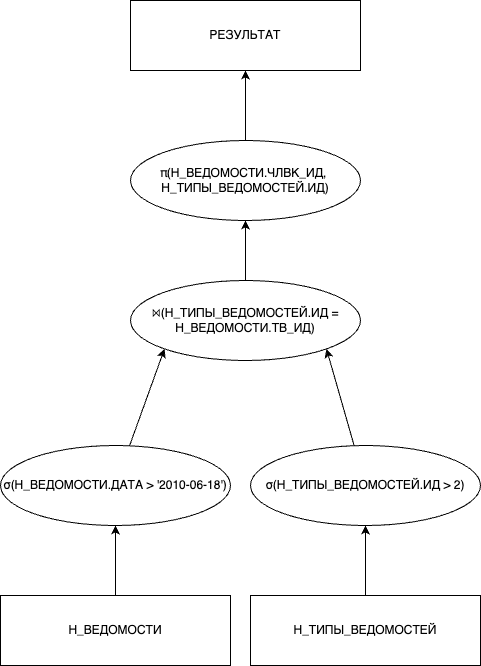 РЕЗУЛЬТАТ
π(Н_ВЕДОМОСТИ.ЧЛВК_ИД,
Н_ТИПЫ_ВЕДОМОСТЕЙ.ИД)
⋈(Н_ТИПЫ_ВЕДОМОСТЕЙ.ИД =
Н_ВЕДОМОСТИ.ТВ_ИД)
σ(Н_ВЕДОМОСТИ.ДАТА > '2010-06-18')
σ(Н_ТИПЫ_ВЕДОМОСТЕЙ.ИД > 2)
Н_ВЕДОМОСТИ
Н_ТИПЫ_ВЕДОМОСТЕЙ